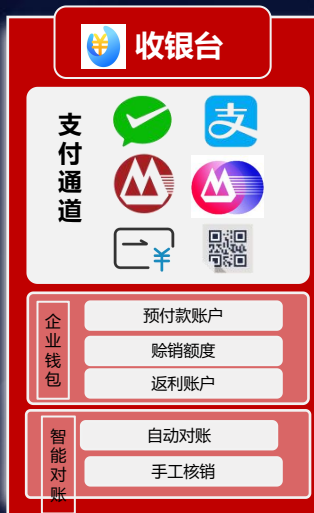 收银台
支付通道
支
企业钱包
预付款账户
赊销额度
返利账户
智能对账
自动对账
手工核销